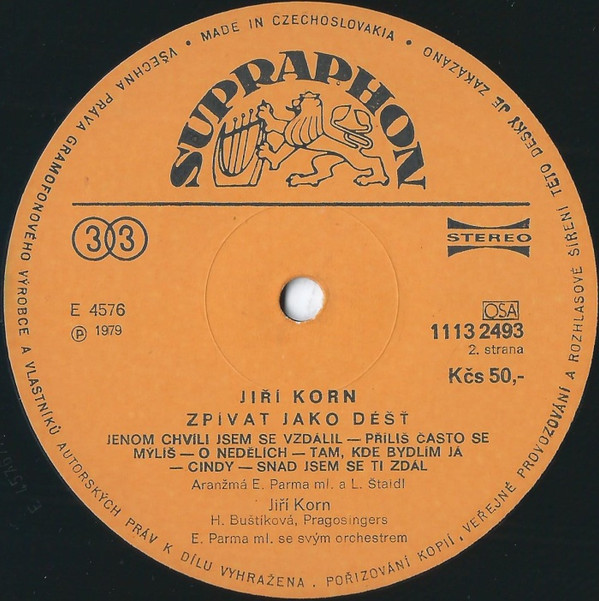 VŠECHNA PRÁVA GRAMOFONOVÉHO VÝROBCE A VLASTNÍKŮ AUTORSKÝCH PRÁV K DÍLU VYHRAŽENA . POŘIZOVÁNÍ KOPIÍ, VEŘEJNÉ PROVOZOVÁNÍ A ROZHLASOVÉ ŠÍŘENÍ TÉTO DESKY JE ZAKÁZÁNO
• MADE IN CZECHOSLOVAKIA •
SUPRAPHON
33
STEREO
E 4576
Ⓟ 1979
OSA
1113 2493
2. strana
Kčs 50,-
JIŘÍ KORN
ZPÍVAT JAKO DÉŠŤ
JENOM CHVÍLI JSEM SE VZDÁLIL — PŘÍLIŠ ČASTO SE
MÝLÍŠ — O NEDĚLÍCH — TAM, KDE BYDLÍM JÁ
— CINDY — SNAD JSEM SE TI ZDÁL
Aranžmá E. Parma ml. a L. Štaidl
Jiří Korn
H. Buštíková, Pragosingers
E. Parma ml. se svým orchestrem